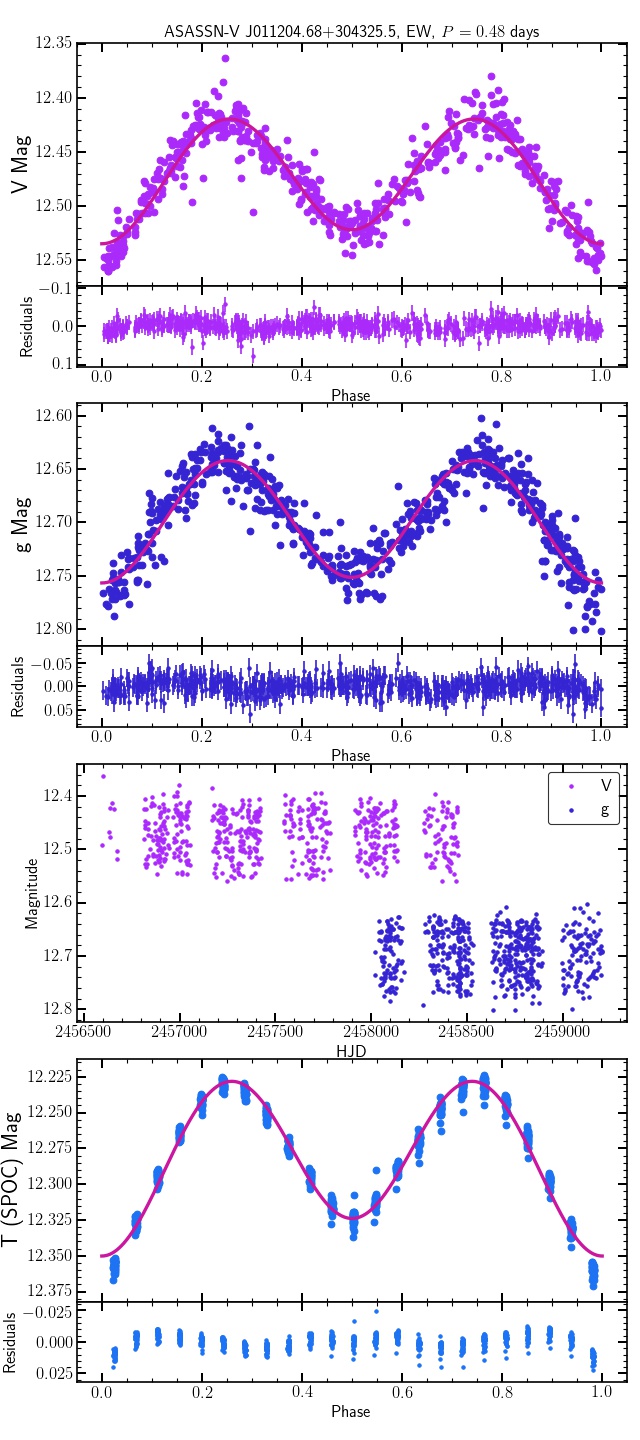 ASASSN-V J011204.68+304325.5, EW, P = 0.48 days
12.35
12.40
12.45
12.50
12.55
V Mag
−0.1
0.0
0.1
Residuals
0.0 0.2 0.4 0.6 0.8 1.0
Phase
12.60
12.65
12.70
12.75
12.80
g Mag
−0.05
0.00
0.05
Residuals
0.0 0.2 0.4 0.6 0.8 1.0
Phase
V
g
12.4
12.5
12.6
12.7
12.8
Magnitude
2456500 2457000 2457500 2458000 2458500 2459000
HJD
12.225
12.250
12.275
12.300
12.325
12.350
12.375
T (SPOC) Mag
−0.025
0.000
0.025
Residuals
0.0 0.2 0.4 0.6 0.8 1.0
Phase